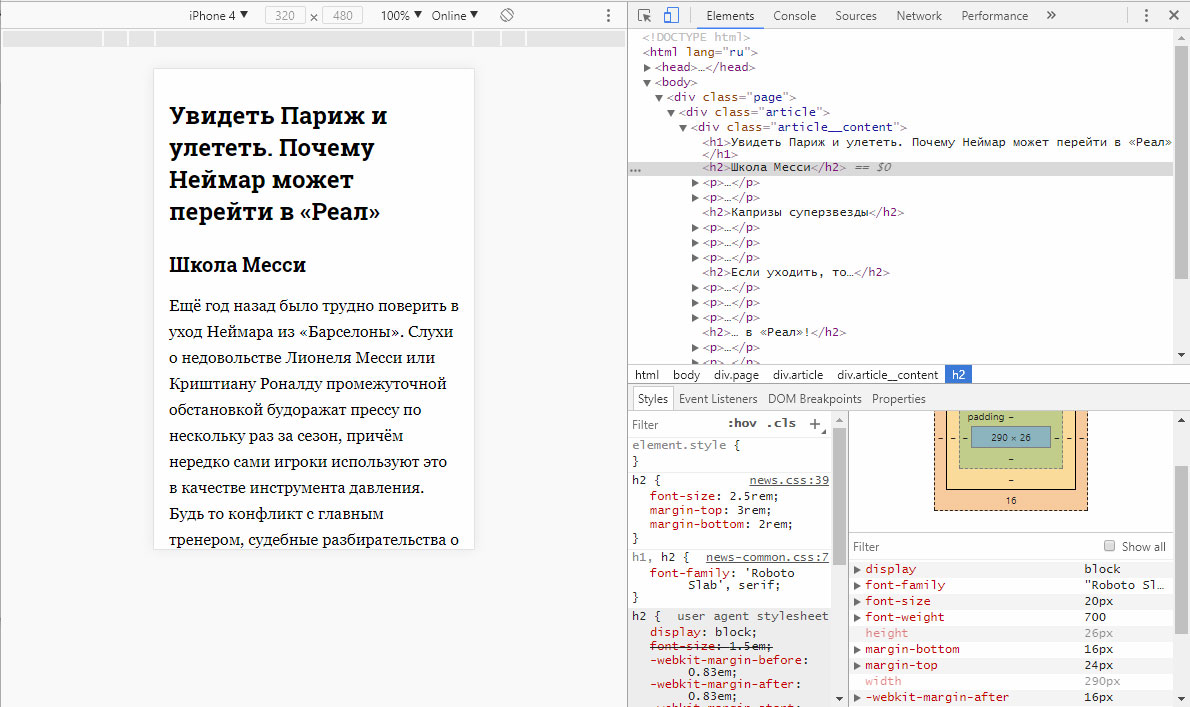 iPhone 4 ▼ 320 × 480 100% ▼ Online ▼
Увидеть Париж и
улететь. Почему
Неймар может
перейти в «Реал»
Школа Месси
Ещё год назад было трудно поверить в
уход Неймара из «Барселоны». Слухи
о недовольстве Лионеля Месси или
Криштиану Роналду промежуточной
обстановкой будоражат прессу по
нескольку раз за сезон, причём
нередко сами игроки используют это
в качестве инструмента давления.
Будь то конфликт с главным
тренером, судебные разбирательства о
Elements Console Sources Network Performance »
<!DOCTYPE html>
<html lang="ru">
▶<head>…</head>
▼<body>
▼<div class="page">
▼<div class="article">
▼<div class="article__content">
<h1>Увидеть Париж и улететь. Почему Неймар может перейти в «Реал»
</h1>
… <h2>Школа Месси</h2> == $0
▶<p>…</p>
▶<p>…</p>
<h2>Капризы суперзвезды</h2>
▶<p>…</p>
▶<p>…</p>
▶<p>…</p>
<h2>Если уходить, то…</h2>
▶<p>…</p>
▶<p>…</p>
▶<p>…</p>
<h2>… в «Реал»!</h2>
▶<p>…</p>
▶<p>…</p>
html body div.page div.article div.article__content h2
Styles Event Listeners DOM Breakpoints Properties
Filter :hov .cls +
element.style {
}
h2 { news.css:39
font-size: 2.5rem;
margin-top: 3rem;
margin-bottom: 2rem;
}
h1, h2 { news-common.css:7
font-family: 'Roboto
Slab', serif;
}
h2 { user agent stylesheet
display: block;
font-size: 1.5em;
-webkit-margin-before:
0.83em;
-webkit-margin-after:
0.83em;
-webkit-margin-start:
padding –
– – – 290 × 26 – – –
–
–
16
Filter Show all
▶ display block
▶ font-family "Roboto Sl…
▶ font-size 20px
▶ font-weight 700
height 26px
▶ margin-bottom 16px
▶ margin-top 24px
width 290px
▶ -webkit-margin-after 16px